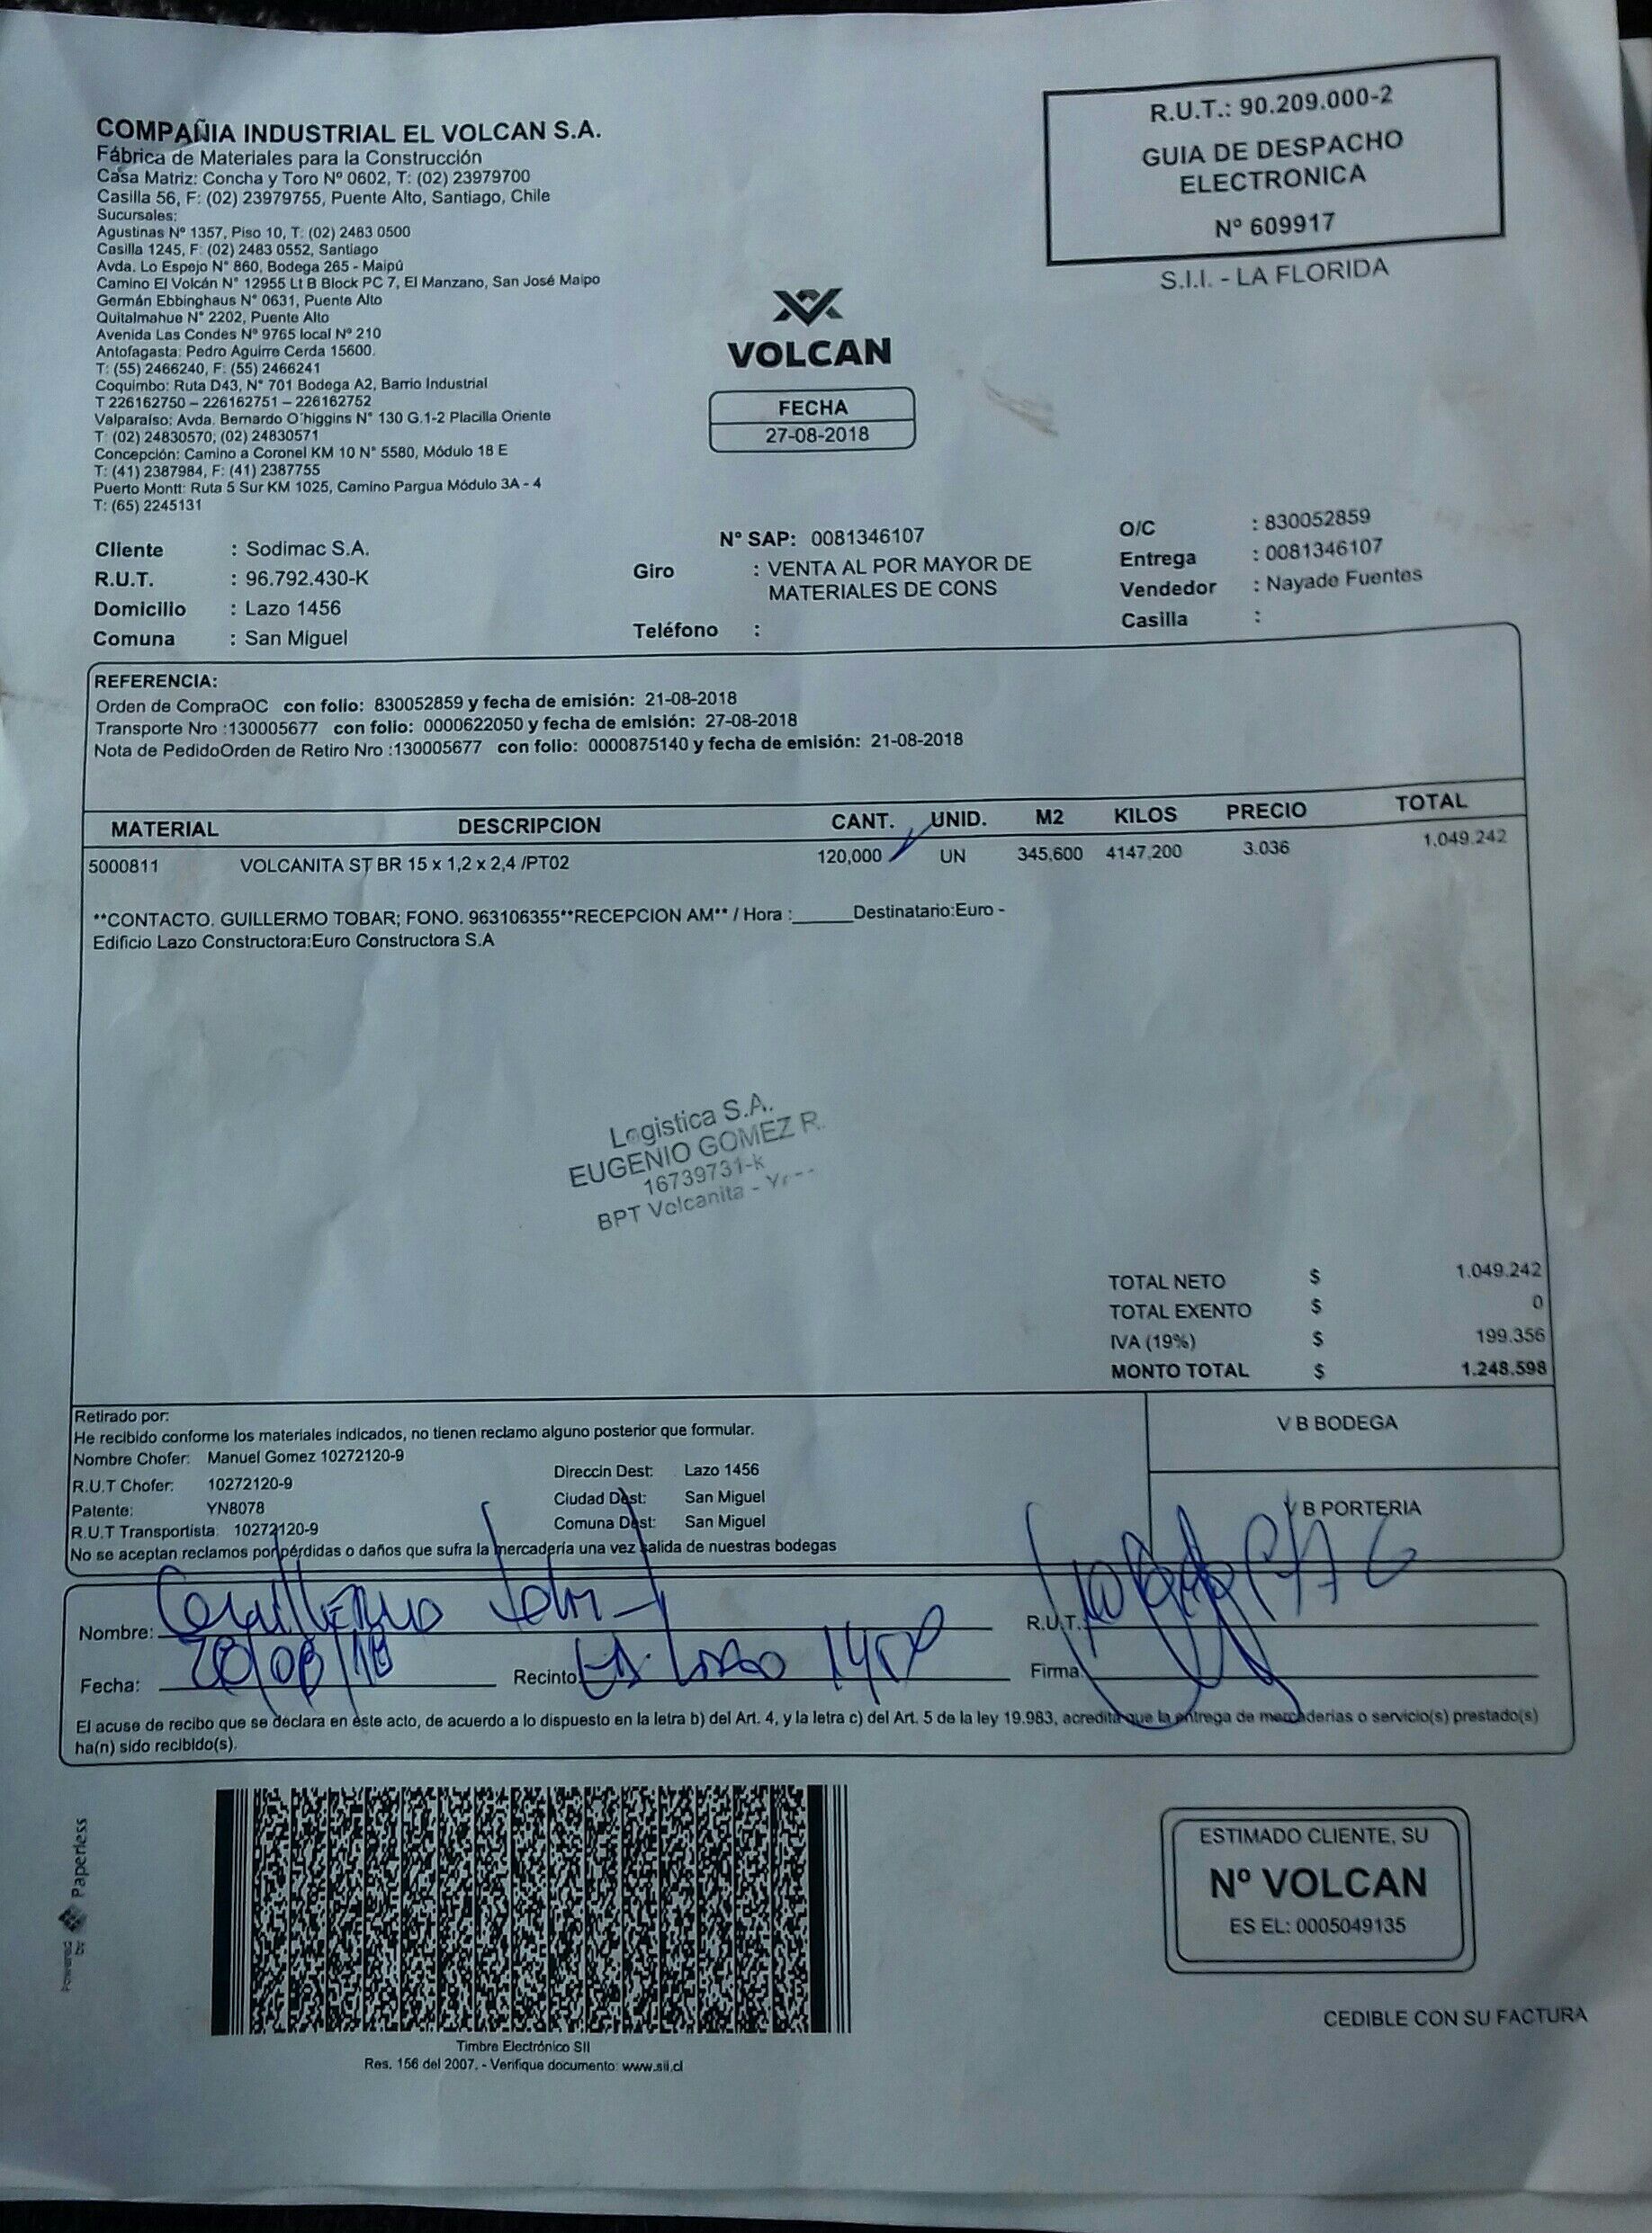 COMPAÑIA INDUSTRIAL EL VOLCAN S.A.
Fábrica de Materiales para la Construcción
Casa Matriz: Concha y Toro Nº 0602, T: (02) 23979700
Casilla 56, F: (02) 23979755, Puente Alto, Santiago, Chile
Sucursales:
Agustinas Nº 1357, Piso 10, T: (02) 2483 0500
Casilla 1245, F: (02) 2483 0552, Santiago
Avda. Lo Espejo N° 860, Bodega 265 - Maipú
Camino El Volcán N° 12955 Lt B Block PC 7, El Manzano, San José Maipo
Germán Ebbinghaus N° 0631, Puente Alto
Quitalmahue N° 2202, Puente Alto
Avenida Las Condes Nº 9765 local Nº 210
Antofagasta: Pedro Aguirre Cerda 15600.
T: (55) 2466240, F: (55) 2466241
Coquimbo: Ruta D43, N° 701 Bodega A2, Barrio Industrial
T 226162750 – 226162751 – 226162752
Valparaíso: Avda. Bernardo O´higgins N° 130 G.1-2 Placilla Oriente
T: (02) 24830570; (02) 24830571
Concepción: Camino a Coronel KM 10 N° 5580, Módulo 18 E
T: (41) 2387984, F: (41) 2387755
Puerto Montt: Ruta 5 Sur KM 1025, Camino Pargua Módulo 3A - 4
T: (65) 2245131
R.U.T.: 90.209.000-2
GUIA DE DESPACHO
ELECTRONICA
Nº 609917
S.I.I. - LA FLORIDA
VOLCAN
FECHA
27-08-2018
Cliente : Sodimac S.A.
R.U.T. : 96.792.430-K
Domicilio : Lazo 1456
Comuna : San Miguel
Nº SAP: 0081346107
Giro : VENTA AL POR MAYOR DE
MATERIALES DE CONS
Teléfono :
O/C : 830052859
Entrega : 0081346107
Vendedor : Nayade Fuentes
Casilla :
REFERENCIA:
Orden de CompraOC con folio: 830052859 y fecha de emisión: 21-08-2018
Transporte Nro :130005677 con folio: 0000622050 y fecha de emisión: 27-08-2018
Nota de PedidoOrden de Retiro Nro :130005677 con folio: 0000875140 y fecha de emisión: 21-08-2018
MATERIAL DESCRIPCION CANT. UNID. M2 KILOS PRECIO TOTAL
5000811 VOLCANITA ST BR 15 x 1,2 x 2,4 /PT02 120,000 UN 345,600 4147,200 3.036 1.049.242
**CONTACTO. GUILLERMO TOBAR; FONO. 963106355**RECEPCION AM** / Hora :______Destinatario:Euro -
Edificio Lazo Constructora:Euro Constructora S.A
Logistica S.A.
EUGENIO GOMEZ R.
16739731-k
BPT Volcanita -
TOTAL NETO $ 1.049.242
TOTAL EXENTO $ 0
IVA (19%) $ 199.356
MONTO TOTAL $ 1.248.598
Retirado por:
He recibido conforme los materiales indicados, no tienen reclamo alguno posterior que formular.
Nombre Chofer: Manuel Gomez 10272120-9
R.U.T Chofer: 10272120-9
Patente: YN8078
R.U.T Transportista: 10272120-9
Direccin Dest: Lazo 1456
Ciudad Dest: San Miguel
Comuna Dest: San Miguel
No se aceptan reclamos por pérdidas o daños que sufra la mercadería una vez salida de nuestras bodegas
V B BODEGA
V B PORTERIA
Nombre: Guillermo
R.U.T.
Fecha: 28/08/18
Recinto: Lazo
Firma
El acuse de recibo que se declara en este acto, de acuerdo a lo dispuesto en la letra b) del Art. 4, y la letra c) del Art. 5 de la ley 19.983, acredita que la entrega de mercaderias o servicio(s) prestado(s)
ha(n) sido recibido(s).
Powered by Paperless
Timbre Electrónico SII
Res. 156 del 2007. - Verifique documento: www.sii.cl
ESTIMADO CLIENTE, SU
Nº VOLCAN
ES EL: 0005049135
CEDIBLE CON SU FACTURA